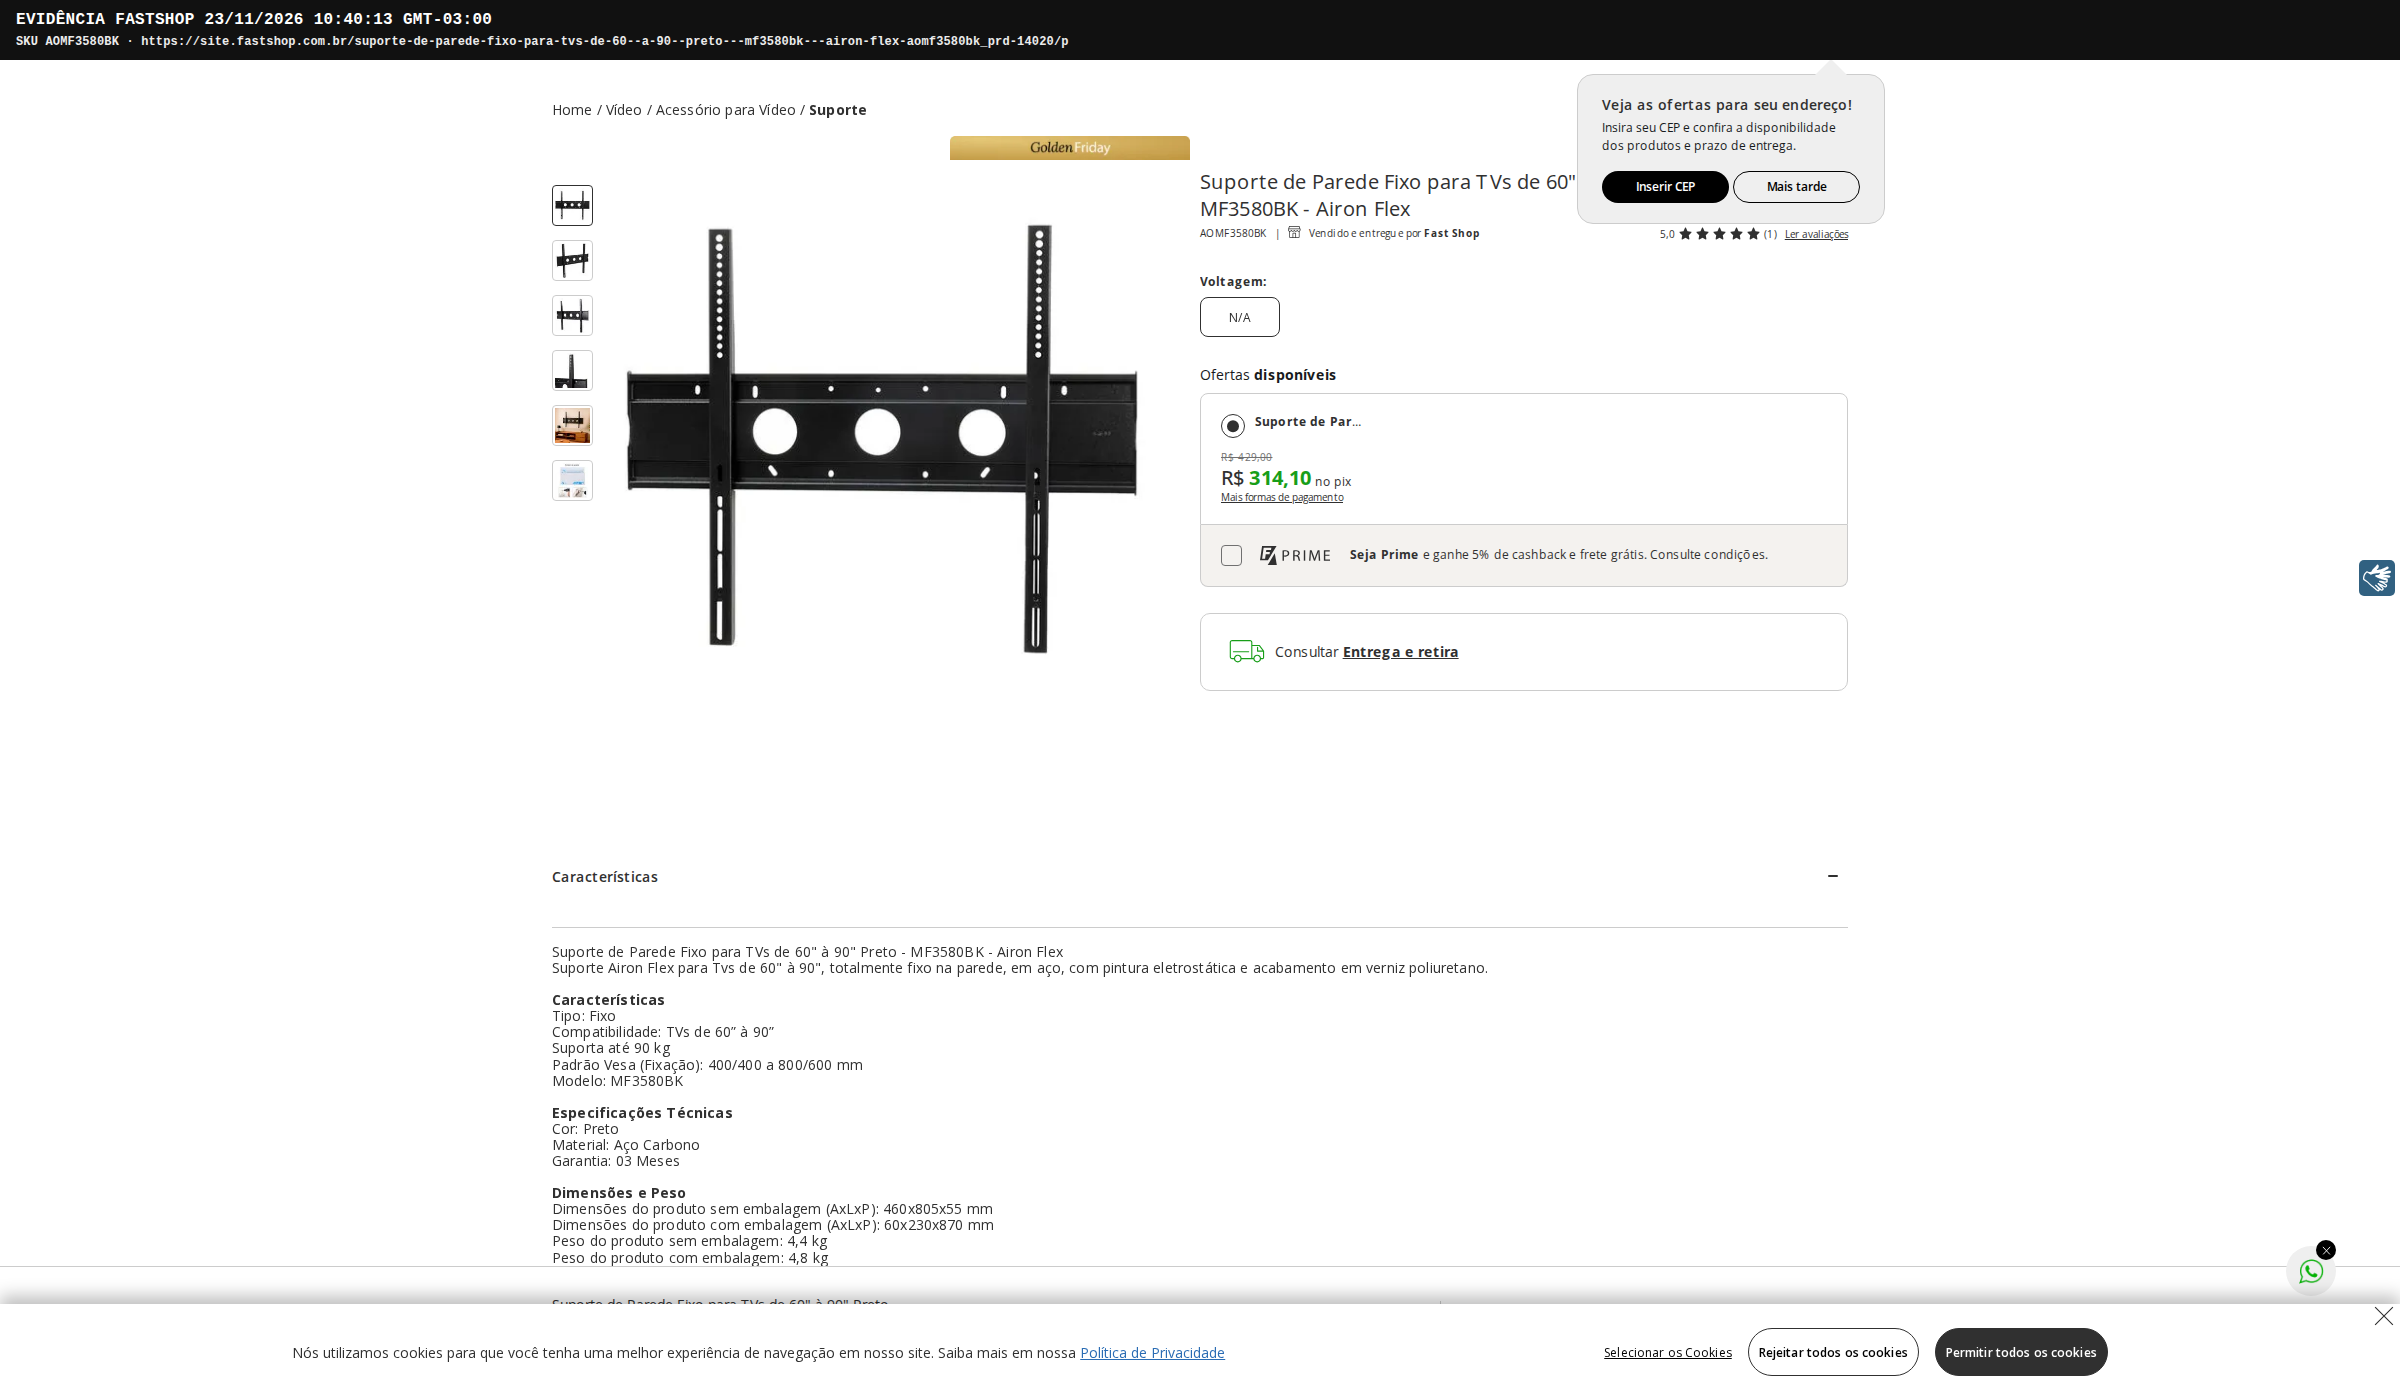 EVIDÊNCIA FASTSHOP 23/11/2026 10:40:13 GMT-03:00
SKU AOMF3580BK · https://site.fastshop.com.br/suporte-de-parede-fixo-para-tvs-de-60--a-90--preto---mf3580bk---airon-flex-aomf3580bk_prd-14020/p
Home / Vídeo / Acessório para Vídeo / Suporte
Golden Friday
Suporte de Parede Fixo para TVs de 60"
MF3580BK - Airon Flex
AOMF3580BK | Vendido e entregue por Fast Shop
5,0 (1) Ler avaliações
Veja as ofertas para seu endereço!
Insira seu CEP e confira a disponibilidade
dos produtos e prazo de entrega.
Inserir CEP
Mais tarde
Voltagem:
N/A
Ofertas disponíveis
Suporte de Par...
R$ 429,00
R$ 314,10 no pix
Mais formas de pagamento
PRIME Seja Prime e ganhe 5% de cashback e frete grátis. Consulte condições.
Consultar Entrega e retira
Características
Suporte de Parede Fixo para TVs de 60" à 90" Preto - MF3580BK - Airon Flex
Suporte Airon Flex para Tvs de 60" à 90", totalmente fixo na parede, em aço, com pintura eletrostática e acabamento em verniz poliuretano.
Características
Tipo: Fixo
Compatibilidade: TVs de 60” à 90”
Suporta até 90 kg
Padrão Vesa (Fixação): 400/400 a 800/600 mm
Modelo: MF3580BK
Especificações Técnicas
Cor: Preto
Material: Aço Carbono
Garantia: 03 Meses
Dimensões e Peso
Dimensões do produto sem embalagem (AxLxP): 460x805x55 mm
Dimensões do produto com embalagem (AxLxP): 60x230x870 mm
Peso do produto sem embalagem: 4,4 kg
Peso do produto com embalagem: 4,8 kg
Suporte de Parede Fixo para TVs de 60" à 90" Preto
Nós utilizamos cookies para que você tenha uma melhor experiência de navegação em nosso site. Saiba mais em nossa Política de Privacidade
Selecionar os Cookies
Rejeitar todos os cookies
Permitir todos os cookies